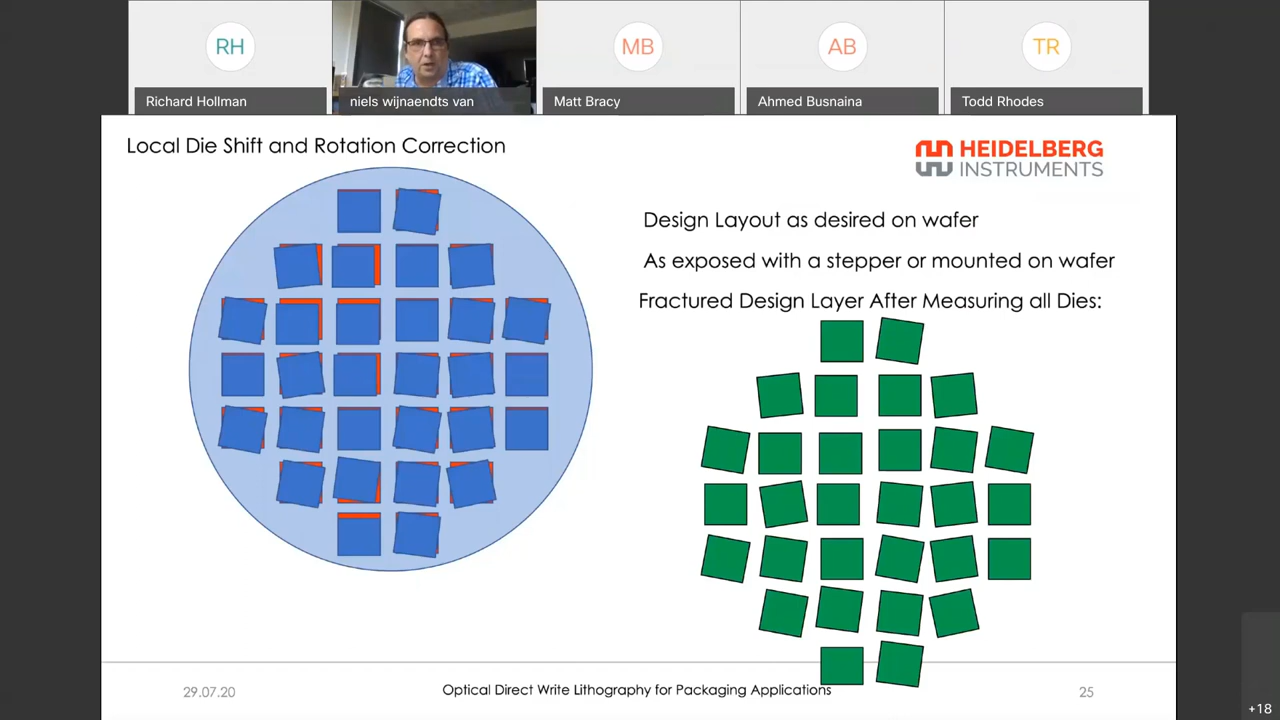 RH
MB
AB
TR
Richard Hollman
niels wijnaendts van
Matt Bracy
Ahmed Busnaina
Todd Rhodes
Local Die Shift and Rotation Correction
HEIDELBERG
INSTRUMENTS
Design Layout as desired on wafer
As exposed with a stepper or mounted on wafer
Fractured Design Layer After Measuring all Dies:
29.07.20
Optical Direct Write Lithography for Packaging Applications
25
+18